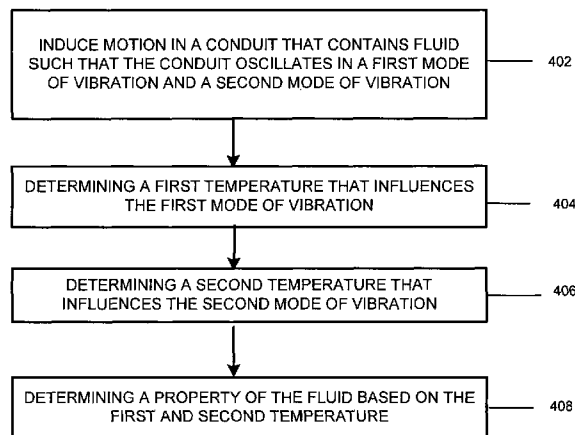 INDUCE MOTION IN A CONDUIT THAT CONTAINS FLUID
SUCH THAT THE CONDUIT OSCILLATES IN A FIRST MODE
OF VIBRATION AND A SECOND MODE OF VIBRATION
402
DETERMINING A FIRST TEMPERATURE THAT INFLUENCES
THE FIRST MODE OF VIBRATION
404
DETERMINING A SECOND TEMPERATURE THAT
INFLUENCES THE SECOND MODE OF VIBRATION
406
DETERMINING A PROPERTY OF THE FLUID BASED ON THE
FIRST AND SECOND TEMPERATURE
408